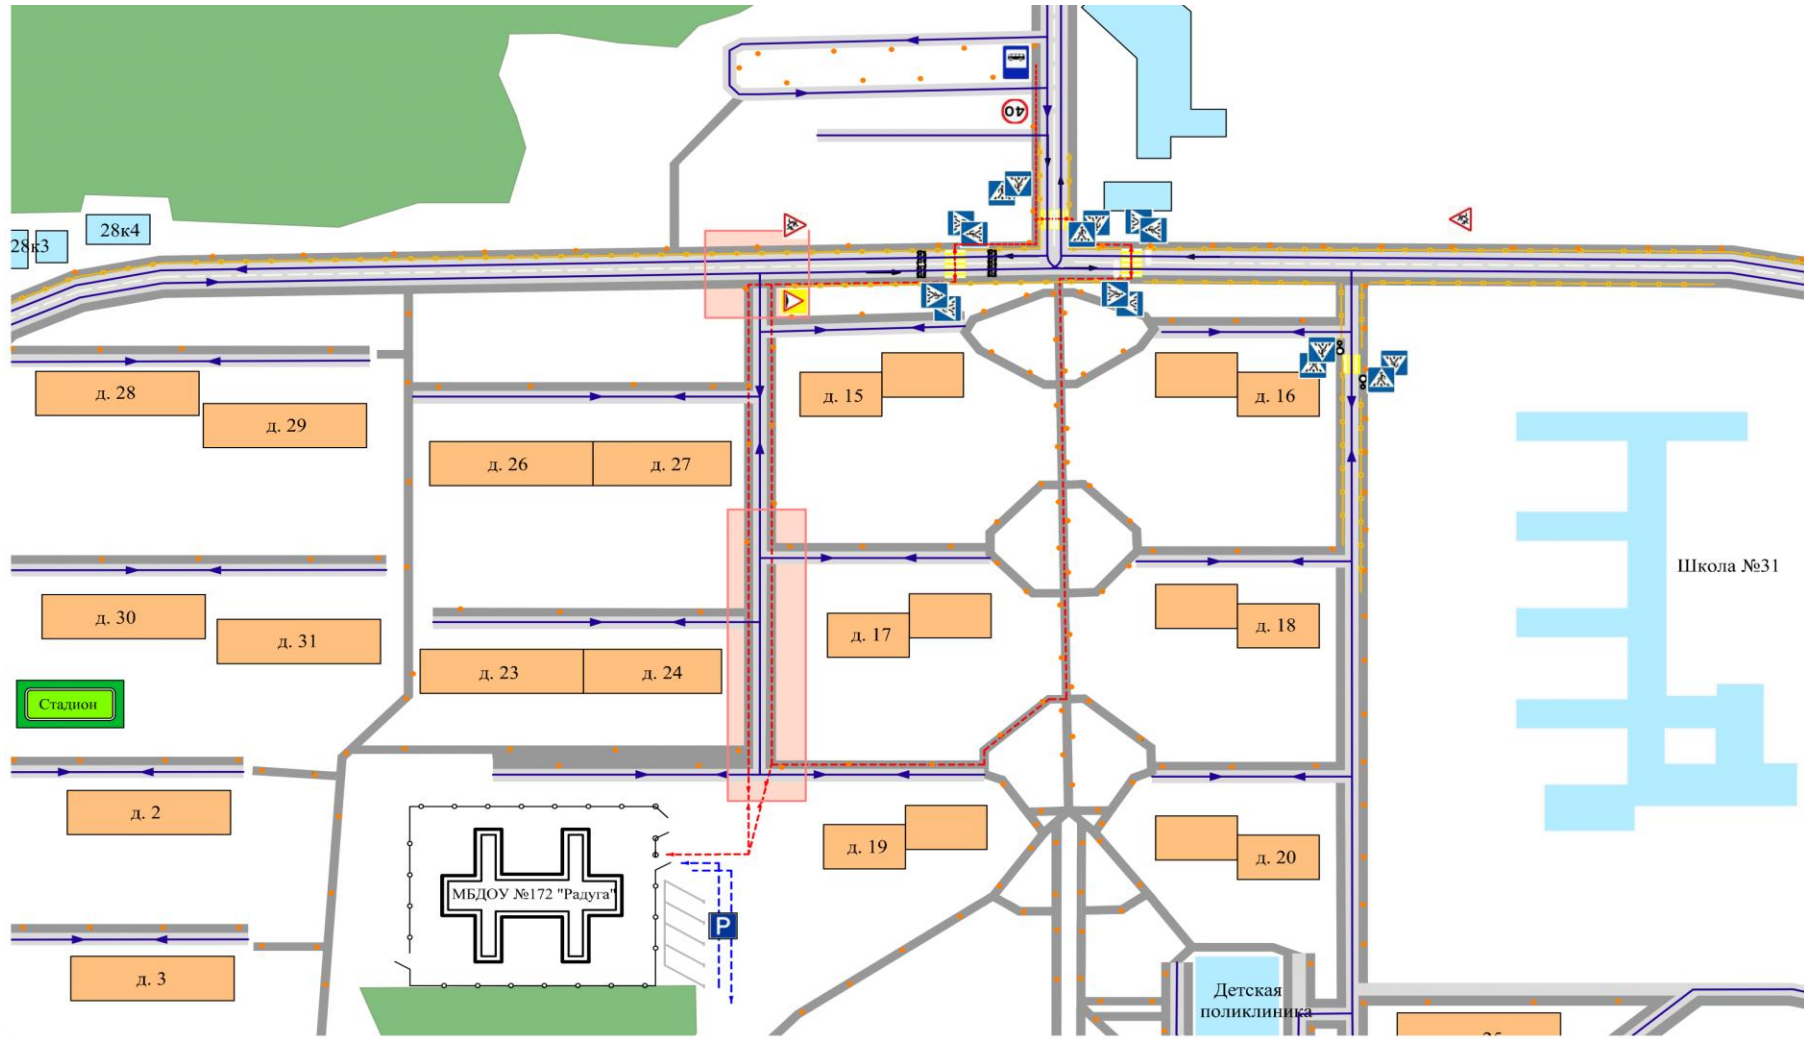 40
28к4
28к3
д. 28
д. 29
д. 15
д. 16
д. 26
д. 27
Школа №31
д. 30
д. 31
д. 17
д. 18
д. 23
д. 24
Стадион
д. 2
д. 19
д. 20
МБДОУ №172 "Радуга"
P
д. 3
Детская
поликлиника